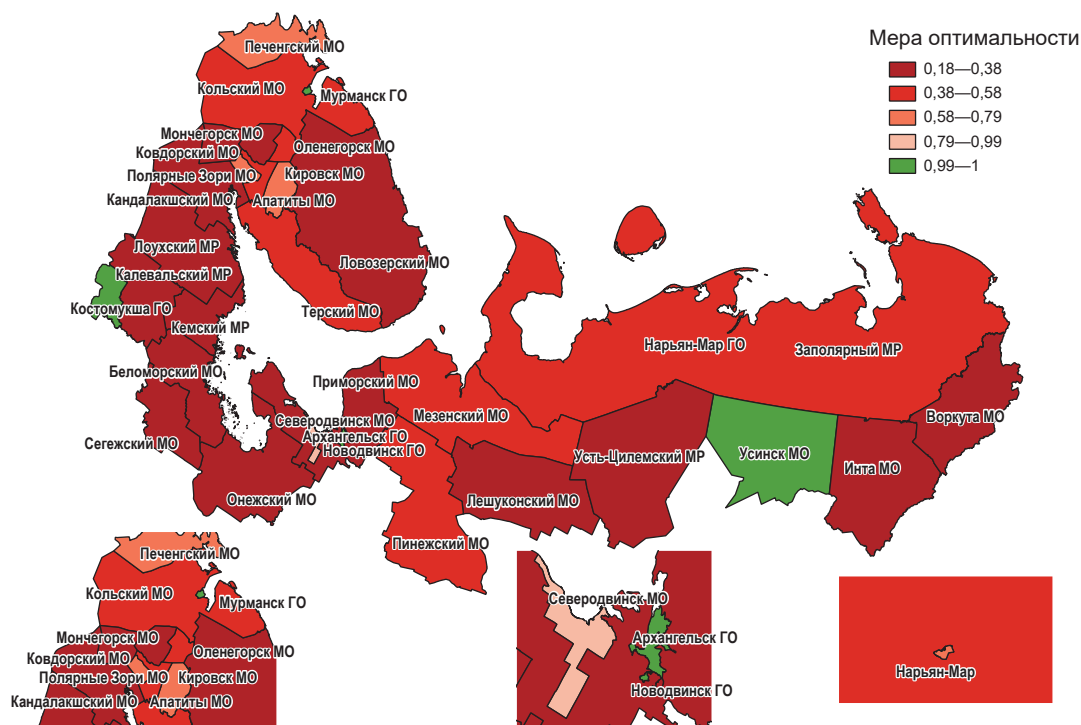 Мера оптимальности
0,18—0,38
0,38—0,58
0,58—0,79
0,79—0,99
0,99—1
Печенгский МО
Кольский МО
Мурманск ГО
Мончегорск МО
Оленегорск МО
Ковдорский МО
Полярные Зори МО
Кировск МО
Кандалакшский МО
Апатиты МО
Лоухский МР
Ловозерский МО
Калевальский МР
Костомукша ГО
Терский МО
Кемский МР
Нарьян-Мар ГО
Заполярный МР
Беломорский МО
Приморский МО
Мезенский МО
Воркута МО
Северодвинск МО
Архангельск ГО
Сегежский МО
Новодвинск ГО
Усть-Цилемский МР
Усинск МО
Инта МО
Онежский МО
Лешуконский МО
Пинежский МО
Печенгский МО
Кольский МО
Мурманск ГО
Мончегорск МО
Оленегорск МО
Ковдорский МО
Полярные Зори МО
Кировск МО
Кандалакшский МО
Апатиты МО
Северодвинск МО
Архангельск ГО
Новодвинск ГО
Нарьян-Мар